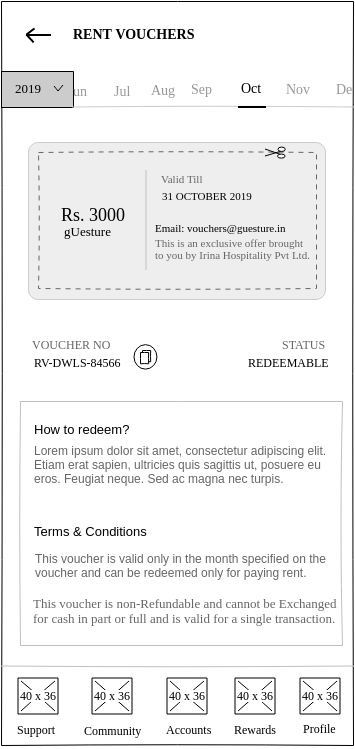 RENT VOUCHERS
2019 un Jul Aug Sep Oct Nov De
Valid Till
31 OCTOBER 2019
Rs. 3000
gUesture
Email: vouchers@guesture.in
This is an exclusive offer brought
to you by Irina Hospitality Pvt Ltd.
VOUCHER NO STATUS
RV-DWLS-84566 REDEEMABLE
How to redeem?
Lorem ipsum dolor sit amet, consectetur adipiscing elit.
Etiam erat sapien, ultricies quis sagittis ut, posuere eu
eros. Feugiat neque. Sed ac magna nec turpis.
Terms & Conditions
This voucher is valid only in the month specified on the
voucher and can be redeemed only for paying rent.
This voucher is non-Refundable and cannot be Exchanged
for cash in part or full and is valid for a single transaction.
40 x 36 40 x 36 40 x 36 40 x 36 40 x 36
Support Community Accounts Rewards Profile